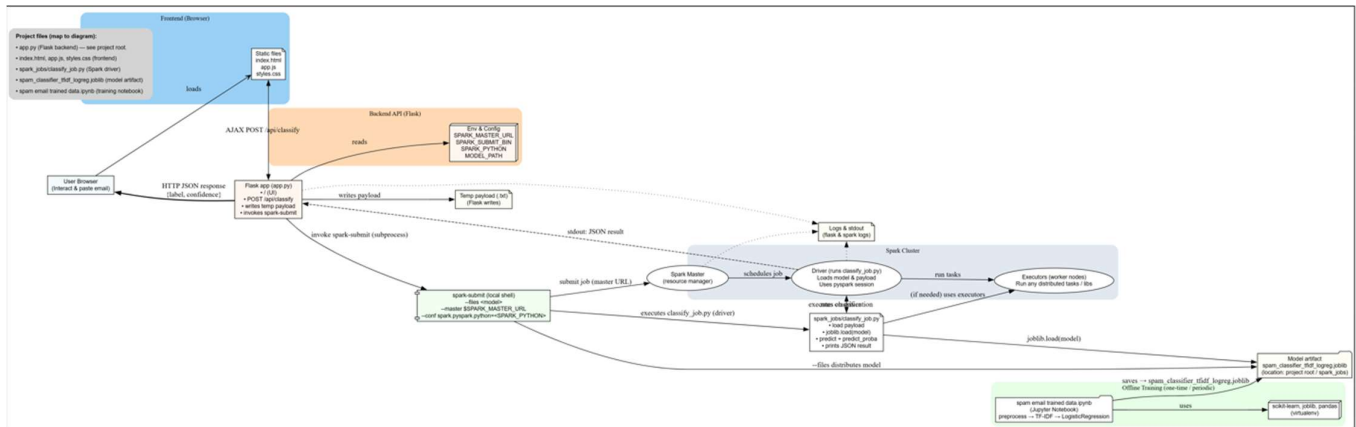 Frontend (Browser)
Project files (map to diagram):
• app.py (Flask backend) — see project root
• index.html, app.js, styles.css (frontend)
• spark_jobs/classify_job.py (Spark driver)
• spam_classifier_tfidf_logreg.joblib (model artifact)
• spam email trained data.ipynb (training notebook)
Static files
index.html
app.js
styles.css
loads
AJAX POST /api/classify
Backend API (Flask)
Env & Config
SPARK_MASTER_URL
SPARK_SUBMIT_BIN
SPARK_PYTHON
MODEL_PATH
reads
User Browser
(Interact & paste email)
HTTP JSON response
{label, confidence}
Flask app (app.py)
• / (UI)
• POST /api/classify
• writes temp payload
• invokes spark-submit
writes payload
Temp payload (.txt)
(Flask writes)
invoke spark-submit (subprocess)
stdout: JSON result
Logs & stdout
(flask & spark logs)
Spark Cluster
Spark Master
(resource manager)
schedules job
Driver (runs classify_job.py)
Loads model & payload
Uses pyspark session
run tasks
Executors (worker nodes)
Run any distributed tasks / libs
submit job (master URL)
spark-submit (local shell)
--files <model>
--master $SPARK_MASTER_URL
--conf spark.pyspark.python=<SPARK_PYTHON>
executes classify_job.py (driver)
(if needed) uses executors
spark_jobs/classify_job.py
• load payload
• joblib.load(model)
• predict + predict_proba
• prints JSON result
joblib.load(model)
--files distributes model
Model artifact
spam_classifier_tfidf_logreg.joblib
(location: project root / spark_jobs)
saves → spam_classifier_tfidf_logreg.joblib
Offline Training (one-time / periodic)
spam email trained data.ipynb
(Jupyter Notebook)
preprocess → TF-IDF → LogisticRegression
uses
scikit-learn, joblib, pandas
(virtualenv)